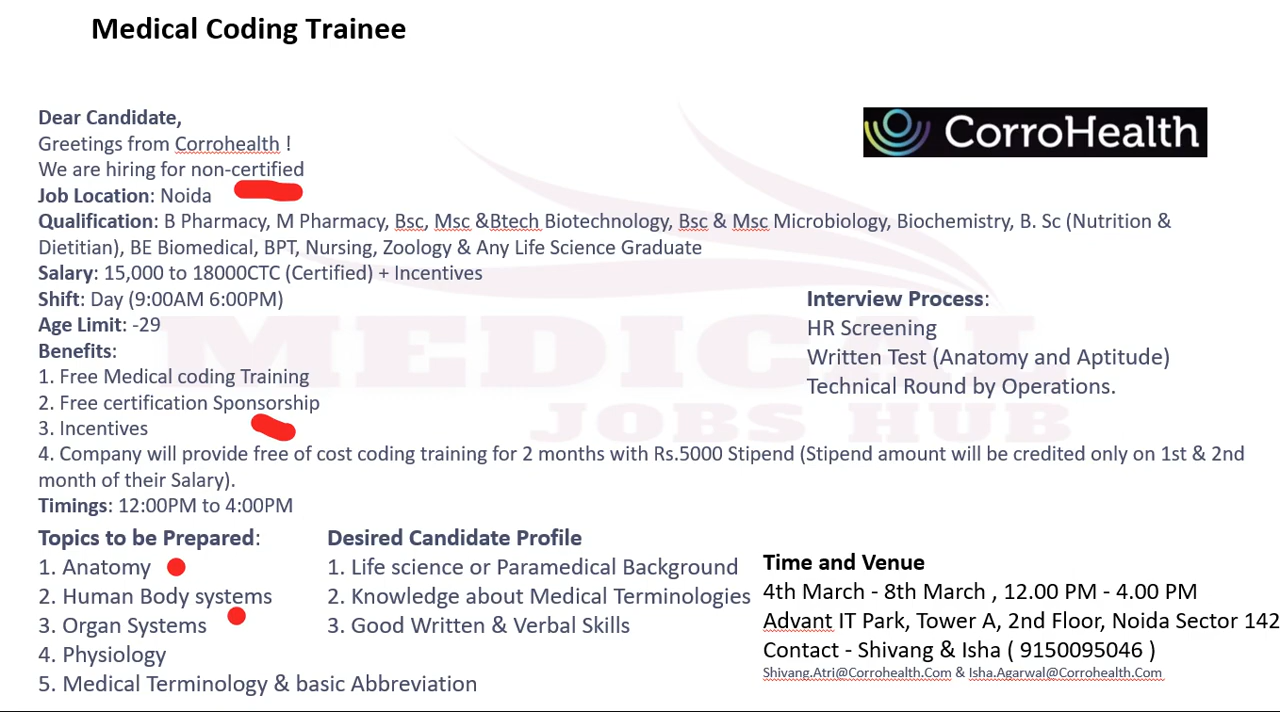 Medical Coding Trainee
CorroHealth
Dear Candidate,
Greetings from Corrohealth !
We are hiring for non-certified
Job Location: Noida
Qualification: B Pharmacy, M Pharmacy, Bsc, Msc &Btech Biotechnology, Bsc & Msc Microbiology, Biochemistry, B. Sc (Nutrition &
Dietitian), BE Biomedical, BPT, Nursing, Zoology & Any Life Science Graduate
Salary: 15,000 to 18000CTC (Certified) + Incentives
Shift: Day (9:00AM 6:00PM)
Age Limit: -29
Benefits:
1. Free Medical coding Training
2. Free certification Sponsorship
3. Incentives
4. Company will provide free of cost coding training for 2 months with Rs.5000 Stipend (Stipend amount will be credited only on 1st & 2nd
month of their Salary).
Timings: 12:00PM to 4:00PM
Interview Process:
HR Screening
Written Test (Anatomy and Aptitude)
Technical Round by Operations.
MEDICAL
JOBS HUB
Topics to be Prepared:
1. Anatomy
2. Human Body systems
3. Organ Systems
4. Physiology
5. Medical Terminology & basic Abbreviation
Desired Candidate Profile
1. Life science or Paramedical Background
2. Knowledge about Medical Terminologies
3. Good Written & Verbal Skills
Time and Venue
4th March - 8th March , 12.00 PM - 4.00 PM
Advant IT Park, Tower A, 2nd Floor, Noida Sector 142
Contact - Shivang & Isha ( 9150095046 )
Shivang.Atri@Corrohealth.Com & Isha.Agarwal@Corrohealth.Com